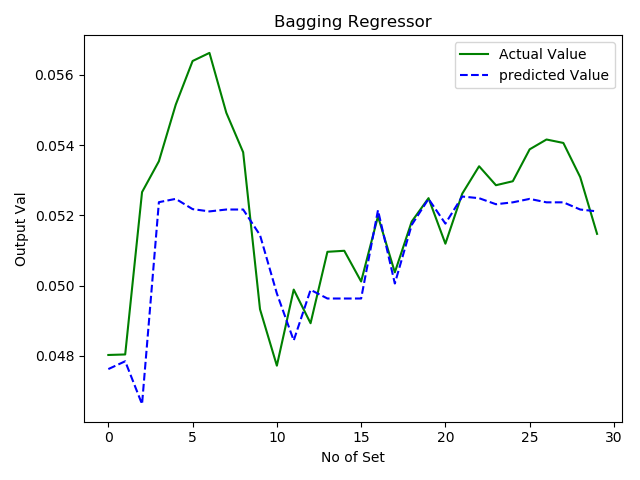 Bagging Regressor
Actual Value
predicted Value
Output Val
0.056
0.054
0.052
0.050
0.048
0 5 10 15 20 25 30
No of Set